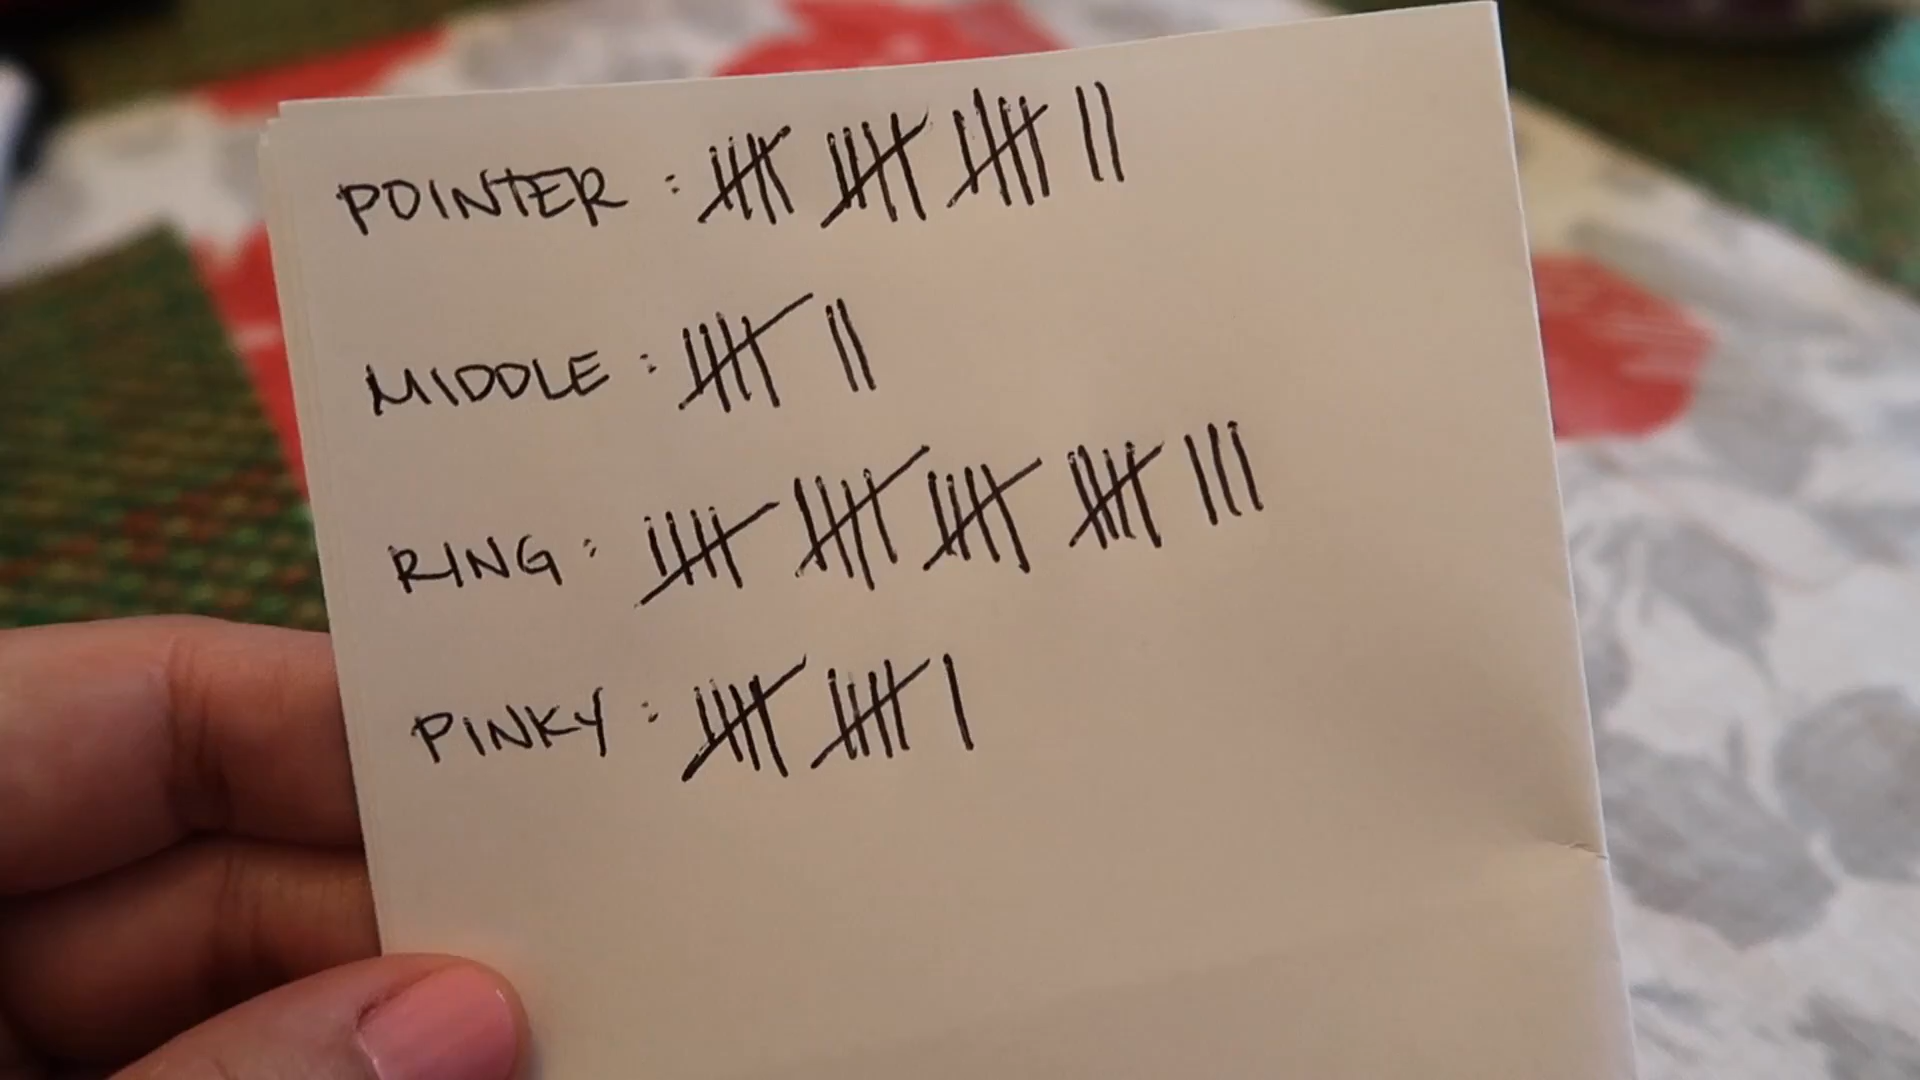 POINTER : 𝍸 𝍸 𝍸 ||
MIDDLE : 𝍸 ||
RING : 𝍸 𝍸 𝍸 𝍸 |||
PINKY : 𝍸 𝍸 |